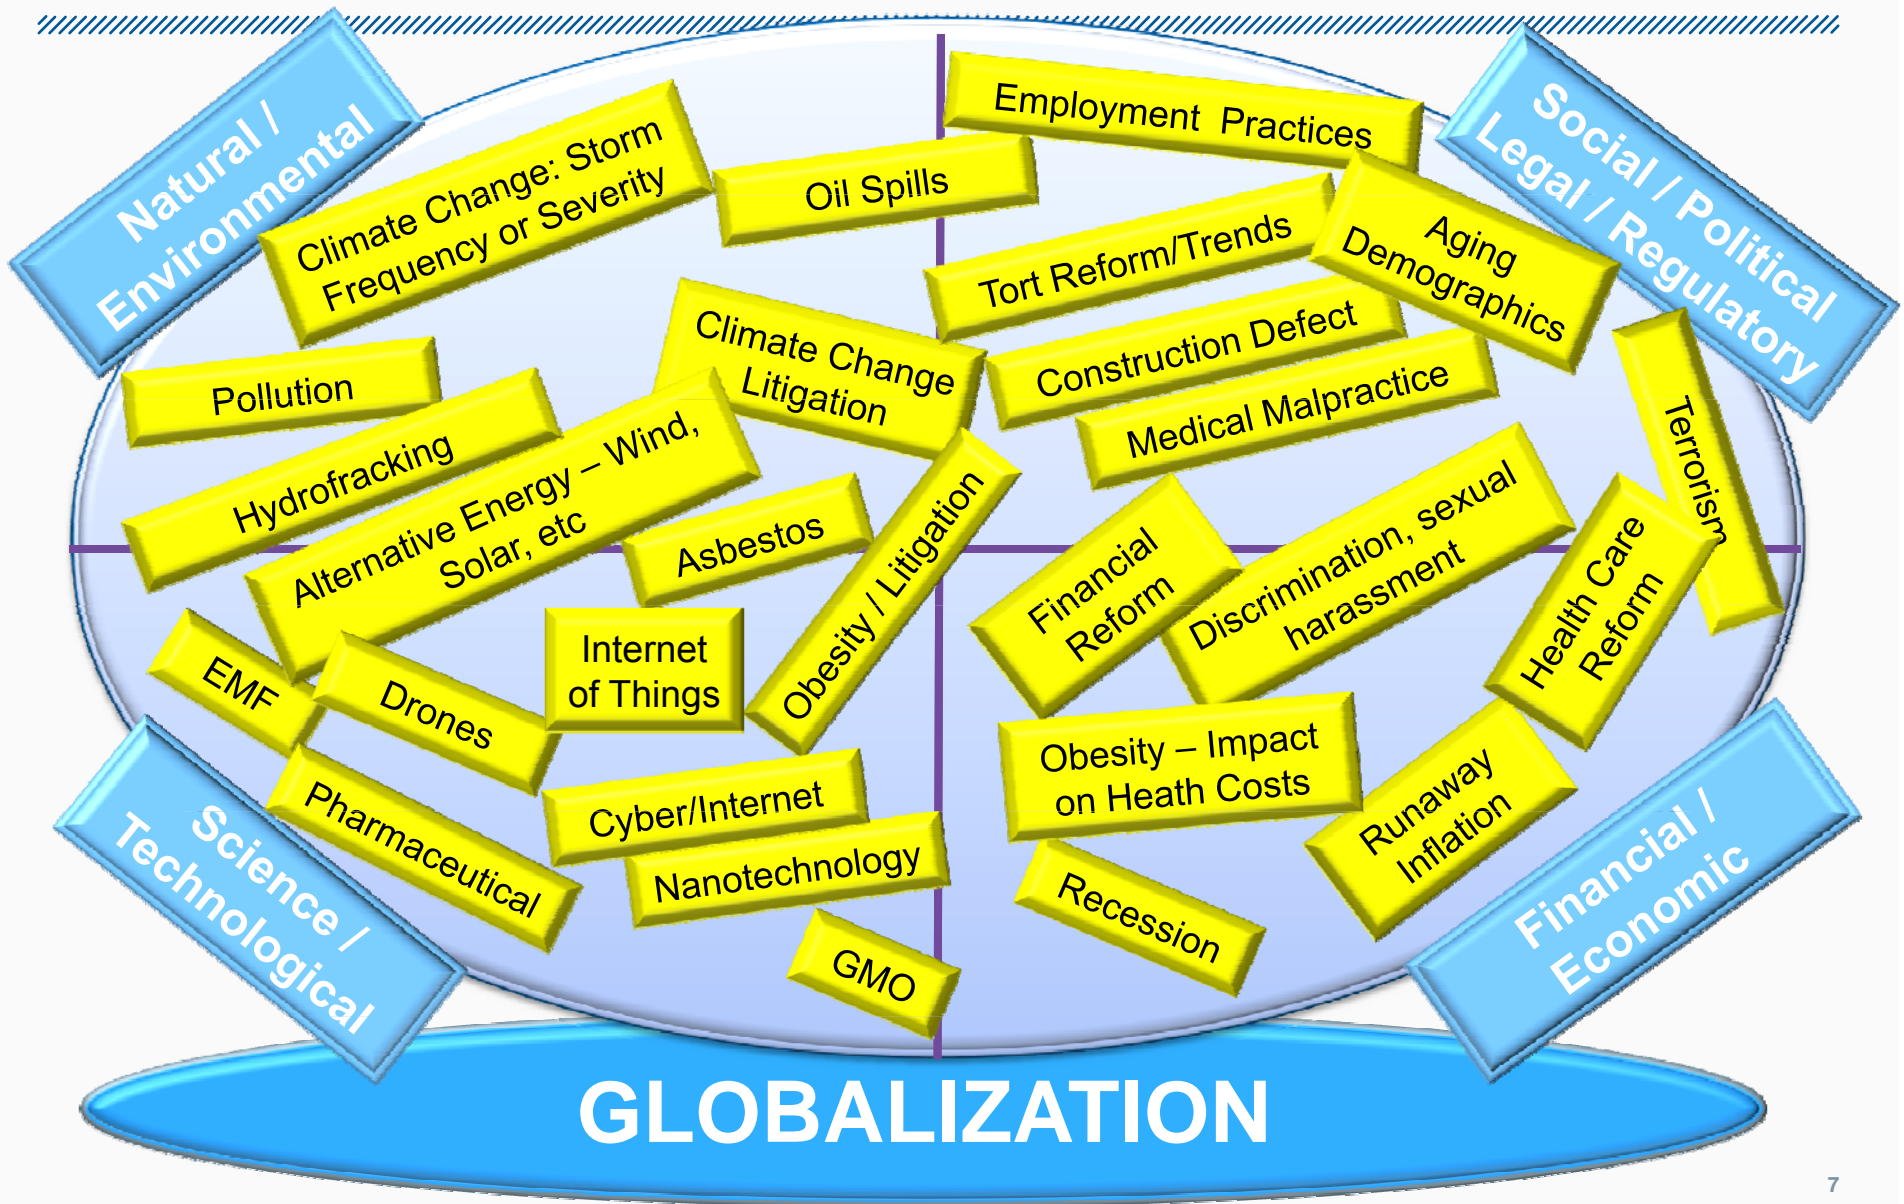 Natural /
Environmental
Social / Political
Legal / Regulatory
Climate Change: Storm
Frequency or Severity
Oil Spills
Employment Practices
Tort Reform/Trends
Aging
Demographics
Construction Defect
Medical Malpractice
Climate Change
Litigation
Pollution
Hydrofracking
Alternative Energy – Wind,
Solar, etc
Asbestos
Obesity / Litigation
Terrorism
Financial
Reform
Discrimination, sexual
harassment
Health Care
Reform
EMF
Drones
Internet
of Things
Obesity – Impact
on Heath Costs
Runaway
Inflation
Pharmaceutical
Cyber/Internet
Nanotechnology
Recession
GMO
Science /
Technological
Financial /
Economic
GLOBALIZATION
7